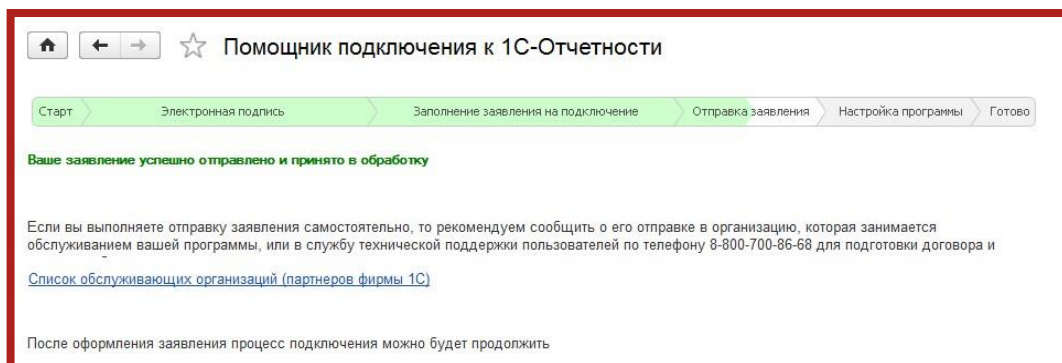 Помощник подключения к 1С-Отчетности
Старт Электронная подпись Заполнение заявления на подключение Отправка заявления Настройка программы Готово
Ваше заявление успешно отправлено и принято в обработку
Если вы выполняете отправку заявления самостоятельно, то рекомендуем сообщить о его отправке в организацию, которая занимается
обслуживанием вашей программы, или в службу технической поддержки пользователей по телефону 8-800-700-86-68 для подготовки договора и
Список обслуживающих организаций (партнеров фирмы 1С)
После оформления заявления процесс подключения можно будет продолжить